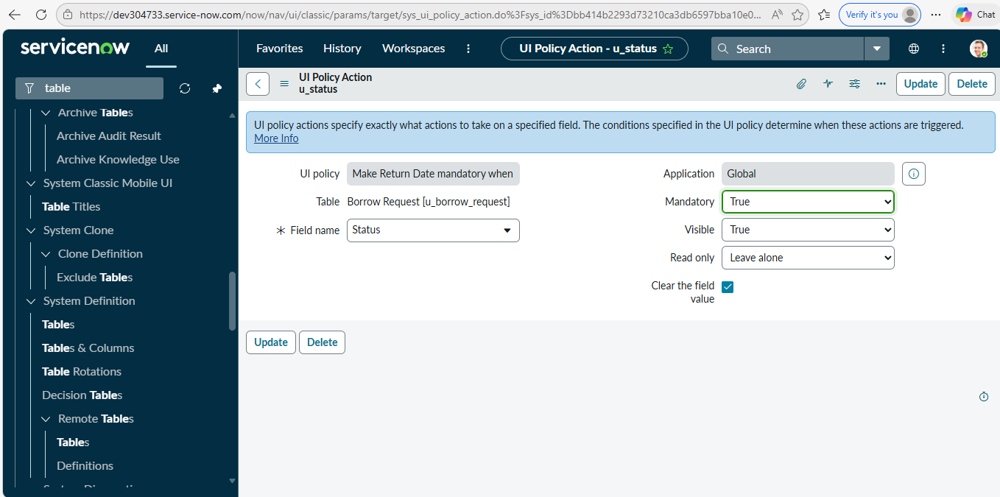 https://dev304733.service-now.com/now/nav/ui/classic/params/target/sys_ui_policy_action.do%3Fsys_id%3Dbb414b2293d73210ca3db6597bba10e0...
Verify it's you
Chat
servicenow
All
Favorites
History
Workspaces
UI Policy Action - u_status
Search
table
Archive Tables
Archive Audit Result
Archive Knowledge Use
System Classic Mobile UI
Table Titles
System Clone
Clone Definition
Exclude Tables
System Definition
Tables
Tables & Columns
Table Rotations
Decision Tables
Remote Tables
Tables
Definitions
UI Policy Action
u_status
Update
Delete
UI policy actions specify exactly what actions to take on a specified field. The conditions specified in the UI policy determine when these actions are triggered.
More Info
UI policy Make Return Date mandatory when
Application Global
Table Borrow Request [u_borrow_request]
Mandatory True
* Field name Status
Visible True
Read only Leave alone
Clear the field
value
Update
Delete